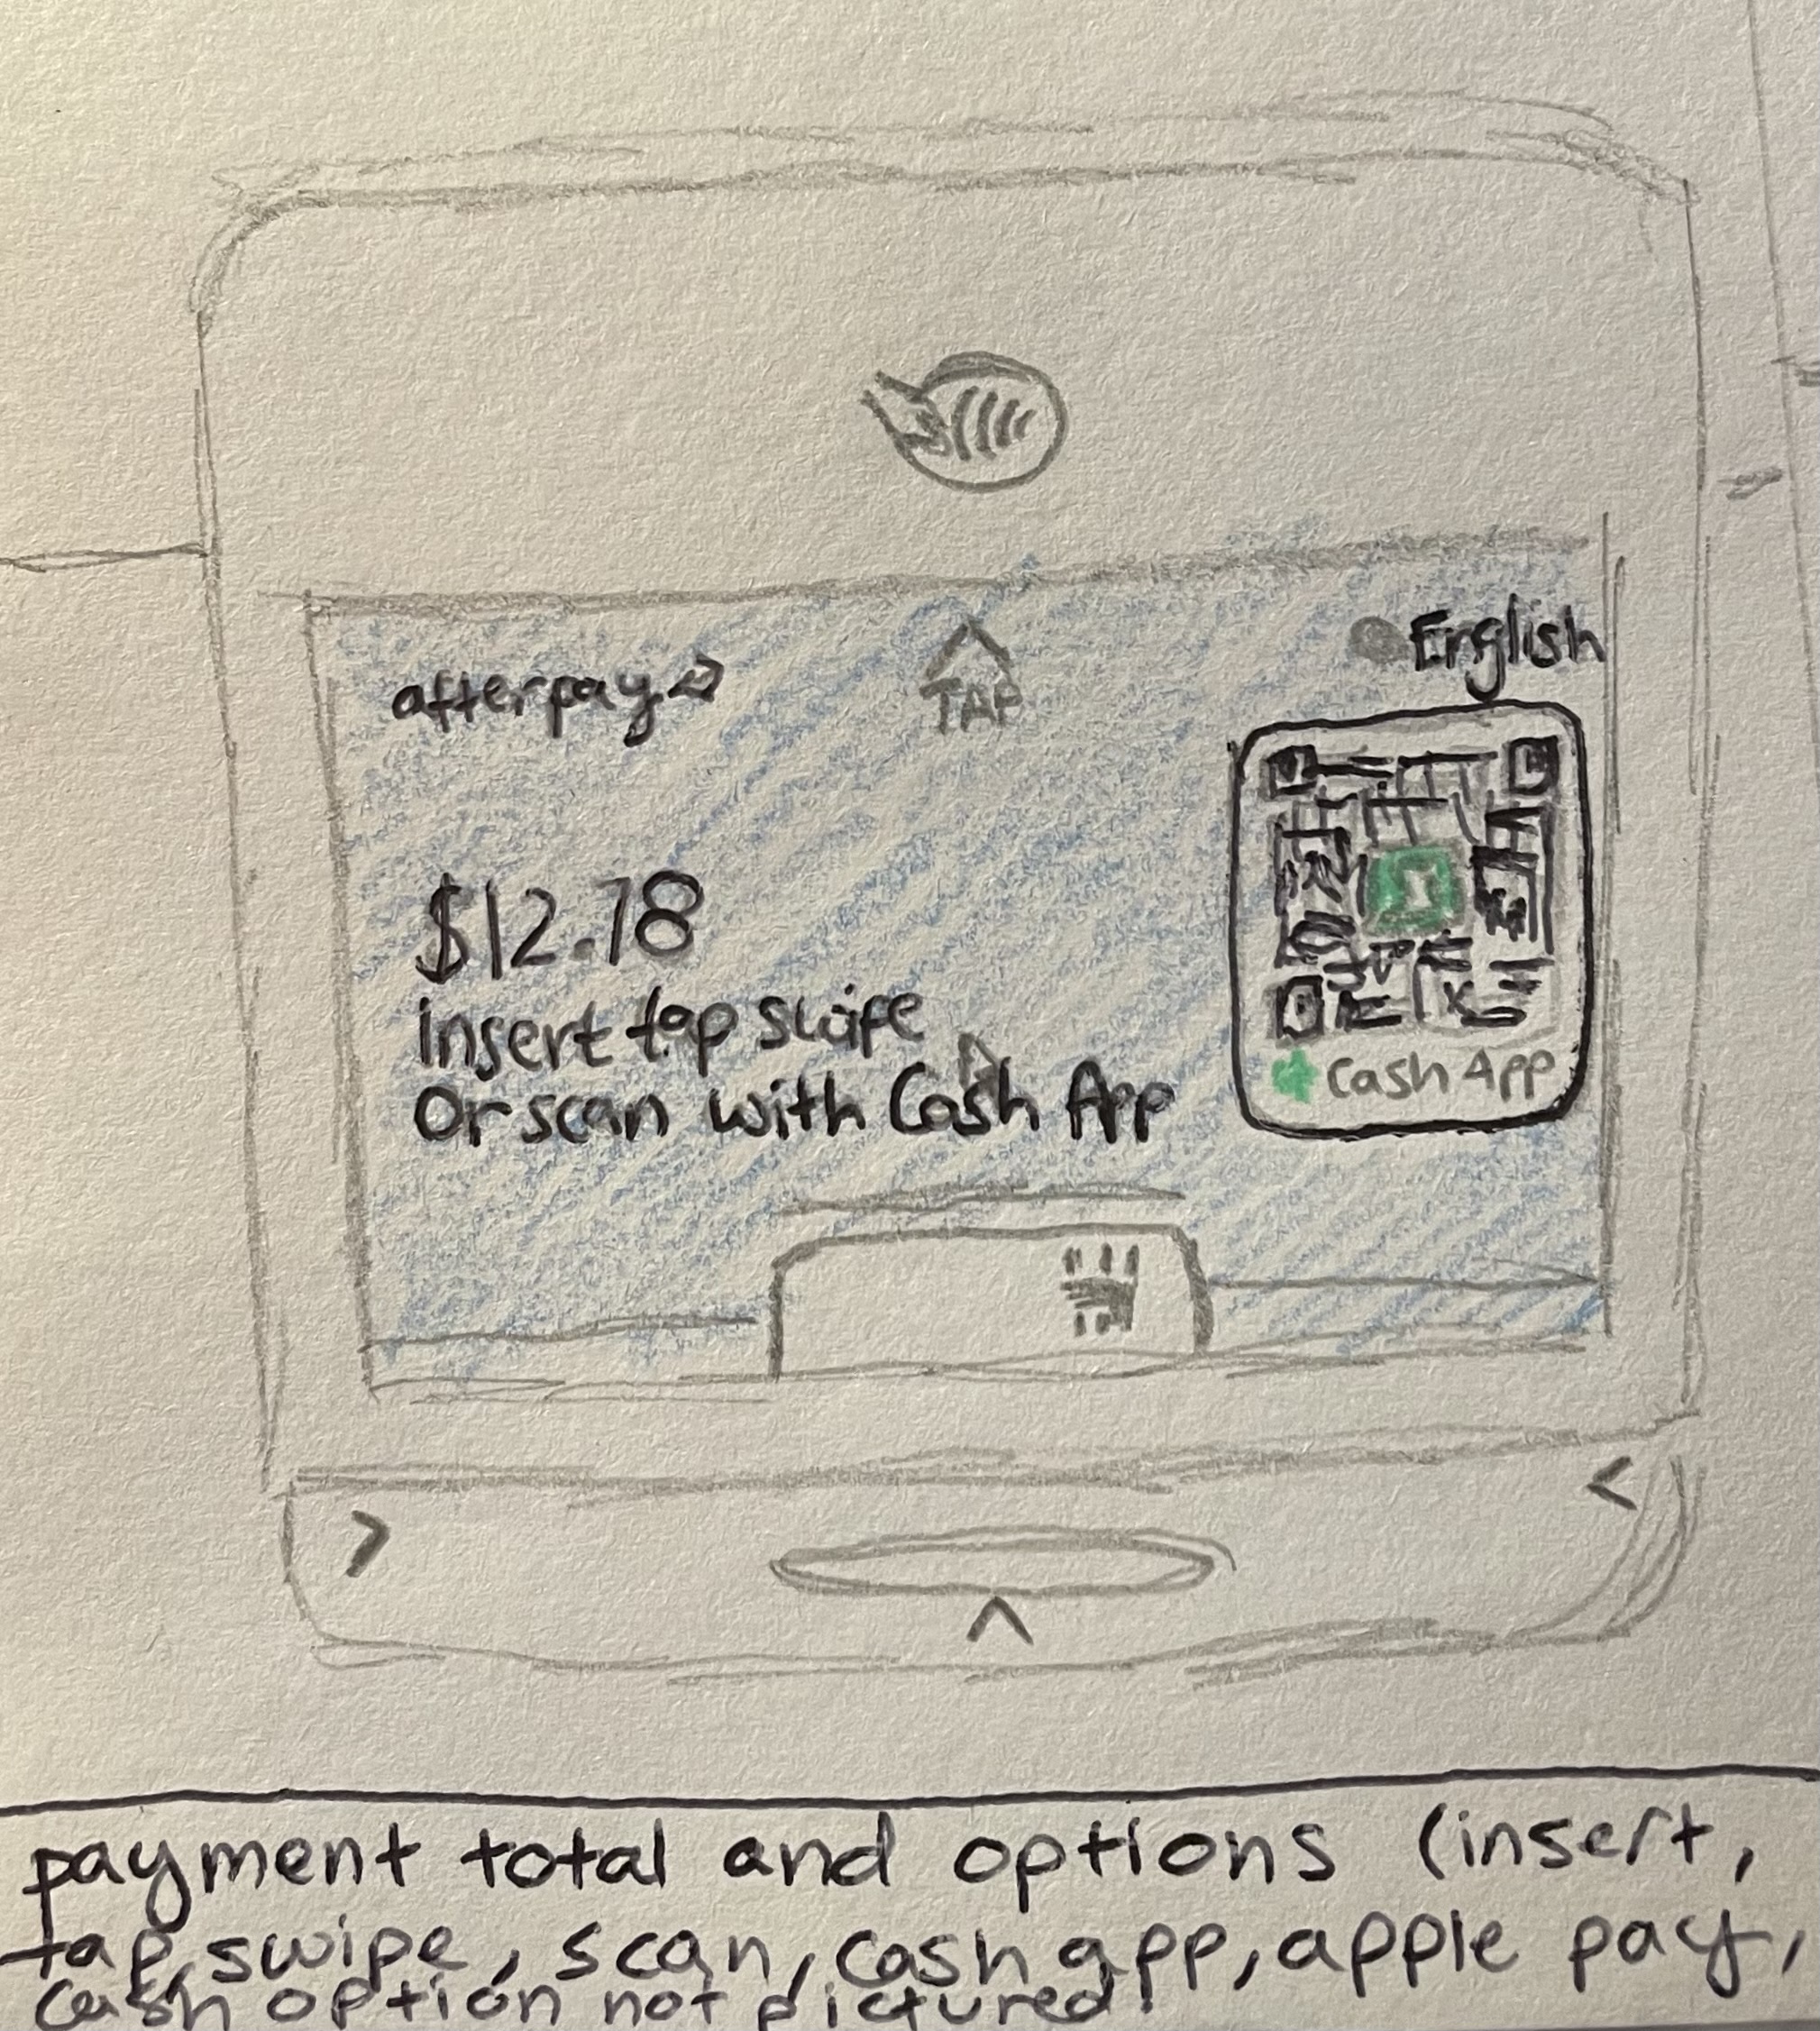 afterpay
TAP
English
$12.78
insert tap swipe
Or scan with Cash App
Cash App
payment total and options (insert,
tap, swipe, scan, cash app, apple pay,
cash option not pictured!